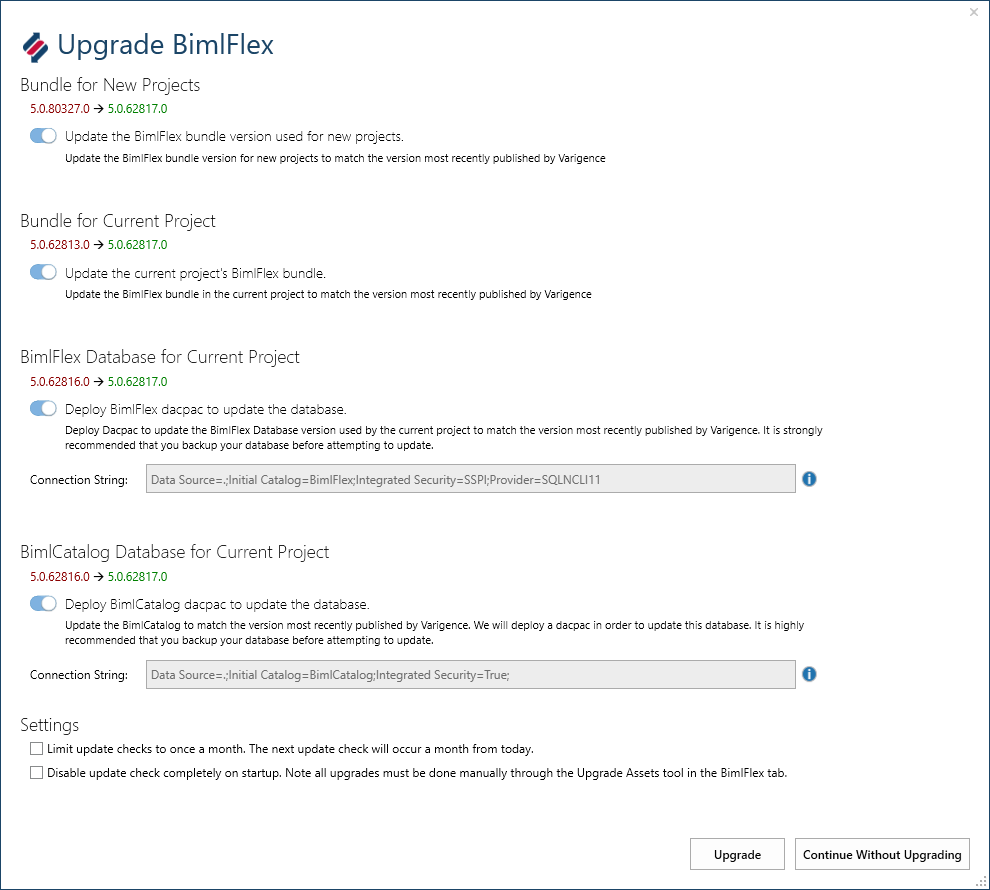 Upgrade BimlFlex
Bundle for New Projects
5.0.80327.0 → 5.0.62817.0
Update the BimlFlex bundle version used for new projects.
Update the BimlFlex bundle version for new projects to match the version most recently published by Varigence
Bundle for Current Project
5.0.62813.0 → 5.0.62817.0
Update the current project's BimlFlex bundle.
Update the BimlFlex bundle in the current project to match the version most recently published by Varigence
BimlFlex Database for Current Project
5.0.62816.0 → 5.0.62817.0
Deploy BimlFlex dacpac to update the database.
Deploy Dacpac to update the BimlFlex Database version used by the current project to match the version most recently published by Varigence. It is strongly
recommended that you backup your database before attempting to update.
Connection String: Data Source=.;Initial Catalog=BimlFlex;Integrated Security=SSPI;Provider=SQLNCLI11
BimlCatalog Database for Current Project
5.0.62816.0 → 5.0.62817.0
Deploy BimlCatalog dacpac to update the database.
Update the BimlCatalog to match the version most recently published by Varigence. We will deploy a dacpac in order to update this database. It is highly
recommended that you backup your database before attempting to update.
Connection String: Data Source=.;Initial Catalog=BimlCatalog;Integrated Security=True;
Settings
Limit update checks to once a month. The next update check will occur a month from today.
Disable update check completely on startup. Note all upgrades must be done manually through the Upgrade Assets tool in the BimlFlex tab.
Upgrade Continue Without Upgrading